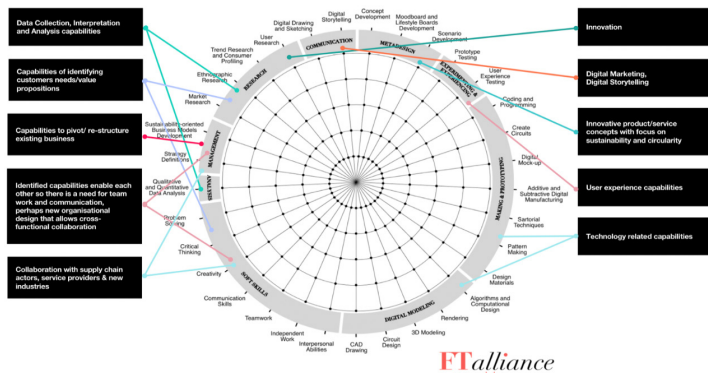 Data Collection, Interpretation
and Analysis capabilities
Capabilities of identifying
customers needs/value
propositions
Capabilities to pivot/ re-structure
existing business
Identified capabilities enable each
other so there is a need for team
work and communication,
perhaps new organisational
design that allows cross-
functional collaboration
Collaboration with supply chain
actors, service providers & new
industries
Digital Drawing
and Sketching
Digital
Storytelling
Concept
Development
Moodboard and
Lifestyle Boards
Development
Scenario
Development
Prototype
Testing
User
Experience
Testing
Coding and
Programming
Create
Circuits
Digital
Mock-up
Additive and
Subtractive Digital
Manufacturing
Sartorial
Techniques
Pattern
Making
Design
Materials
Algorithms and
Computational
Design
Rendering
3D Modeling
Circuit
Design
CAD
Drawing
Interpersonal
Abilities
Independent
Work
Teamwork
Communication
Skills
Creativity
Critical
Thinking
Problem
Solving
Qualitative
and Quantitative
Data Analysis
Strategy
Definitions
Sustainability-oriented
Business Models
Development
Market
Research
Ethnographic
Research
Trend Research
and Consumer
Profiling
User
Research
COMMUNICATION
METADESIGN
EXPERIMENTING &
EXPERIENCING
MAKING & PROTOTYPING
DIGITAL MODELING
SOFT SKILLS
ANALYSIS
MANAGEMENT
RESEARCH
Innovation
Digital Marketing,
Digital Storytelling
Innovative product/service
concepts with focus on
sustainability and circularity
User experience capabilities
Technology related capabilities
FTalliance